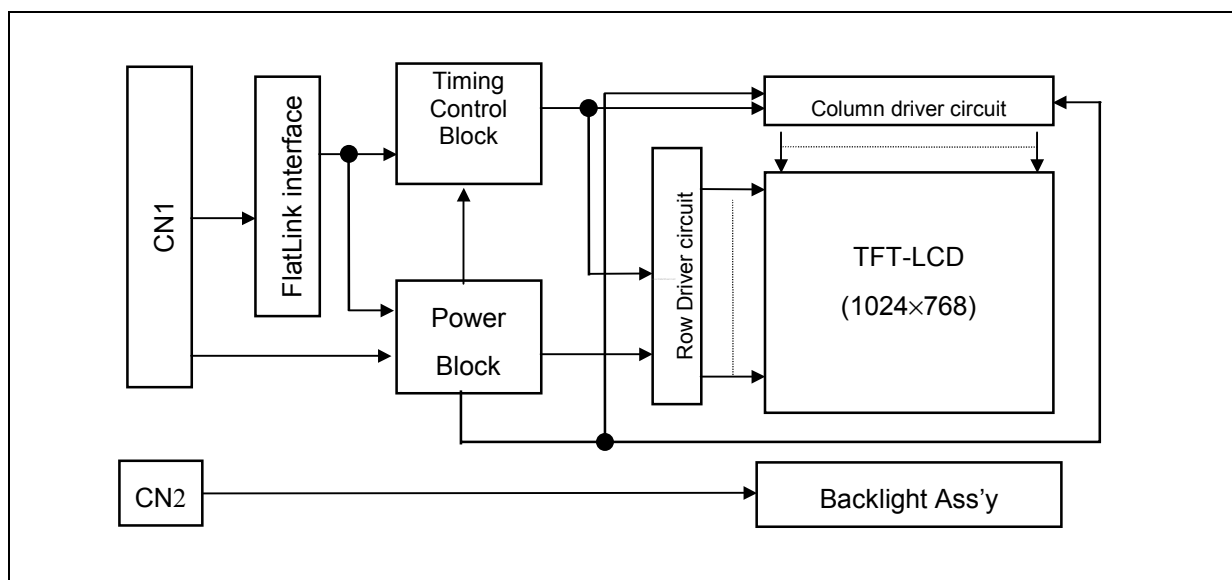 CN1
FlatLink interface
Timing
Control
Block
Power
Block
Row Driver circuit
Column driver circuit
TFT-LCD
(1024×768)
CN2
Backlight Ass’y